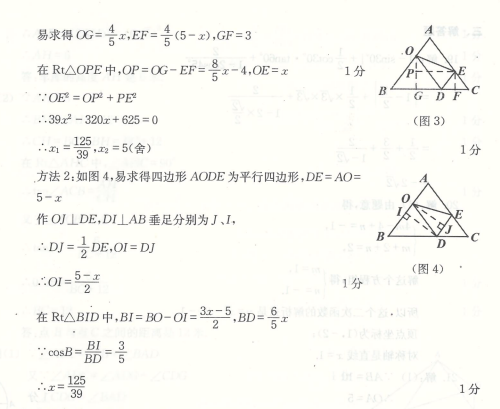 易求得 OG=4/5x,EF=4/5(5-x),GF=3
在 Rt△OPE 中,OP=OG-EF=8/5x-4,OE=x 1分
∵OE²=OP²+PE²
∴39x²-320x+625=0
∴x₁=125/39,x₂=5(舍) 1分
A
O
P
E
B
G
D
F
C
(图3)
方法2,如图4,易求得四边形 AODE 为平行四边形,DE=AO=
5-x
作 OJ⊥DE,DI⊥AB 垂足分别为 J、I,
∴DJ=1/2DE,OI=DJ
∴OI=(5-x)/2 1分
A
O
I
E
J
B
D
C
(图4)
在 Rt△BID 中,BI=BO-OI=(3x-5)/2,BD=6/5x
∵cosB=BI/BD=3/5
∴x=125/39 1分